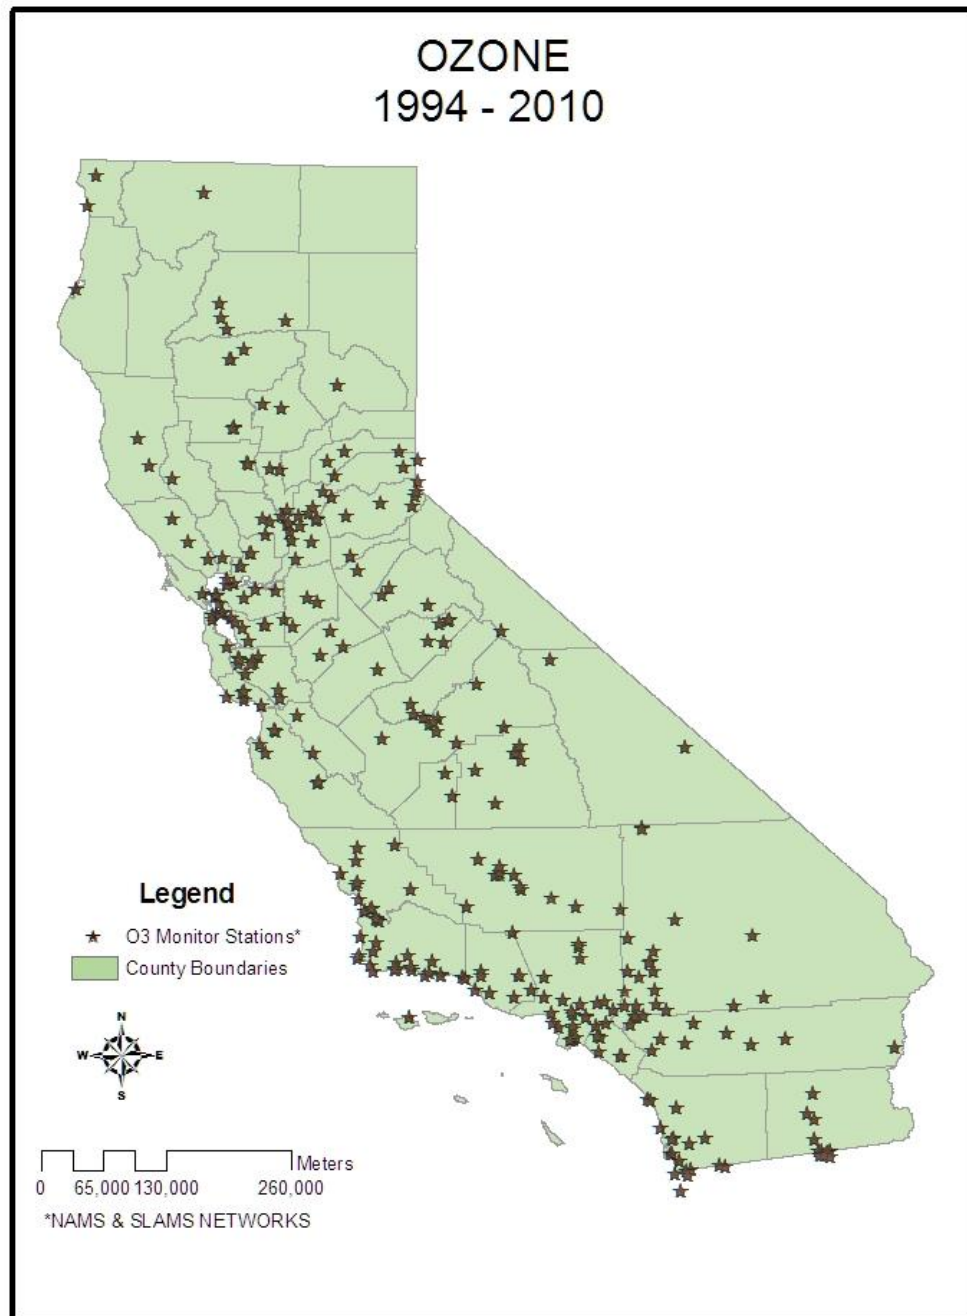 OZONE
1994 - 2010
Legend
O3 Monitor Stations*
County Boundaries
N
W E
S
Meters
0 65,000 130,000 260,000
*NAMS & SLAMS NETWORKS